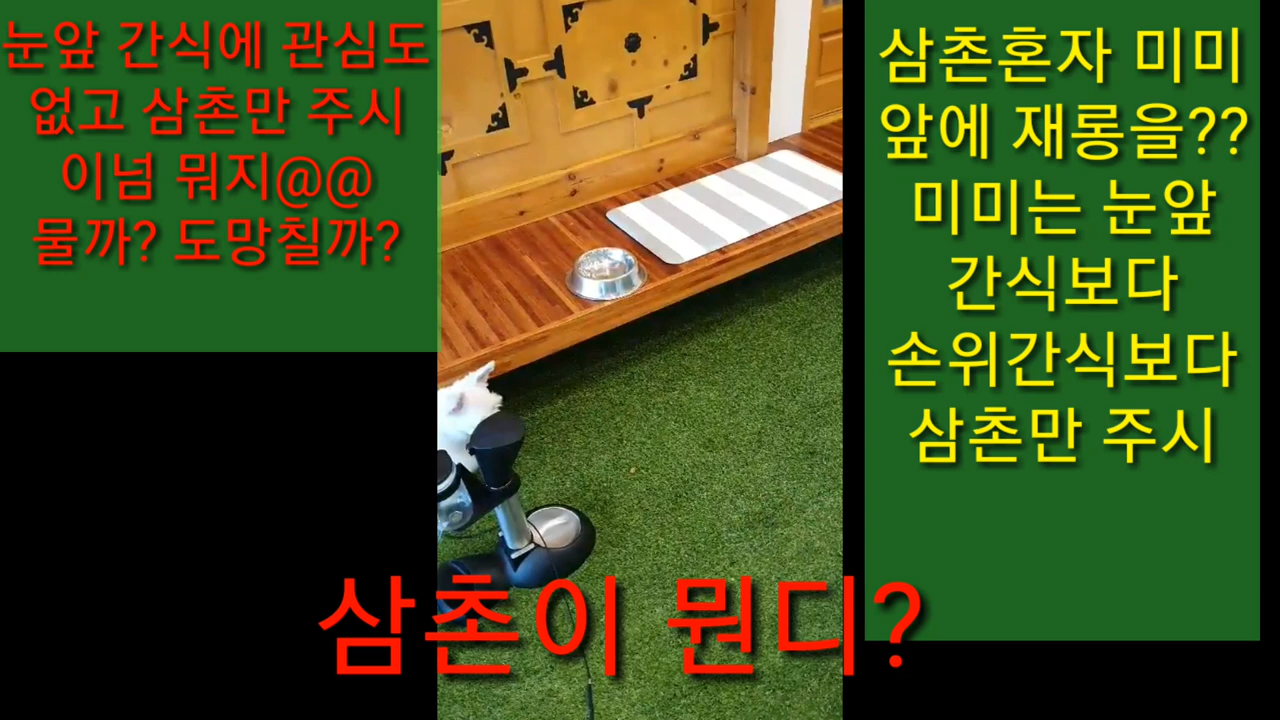 눈앞 간식에 관심도
없고 삼촌만 주시
이넘 뭐지@@
물까? 도망칠까?
삼촌혼자 미미
앞에 재롱을??
미미는 눈앞
간식보다
손위간식보다
삼촌만 주시
삼촌이 뭔디?